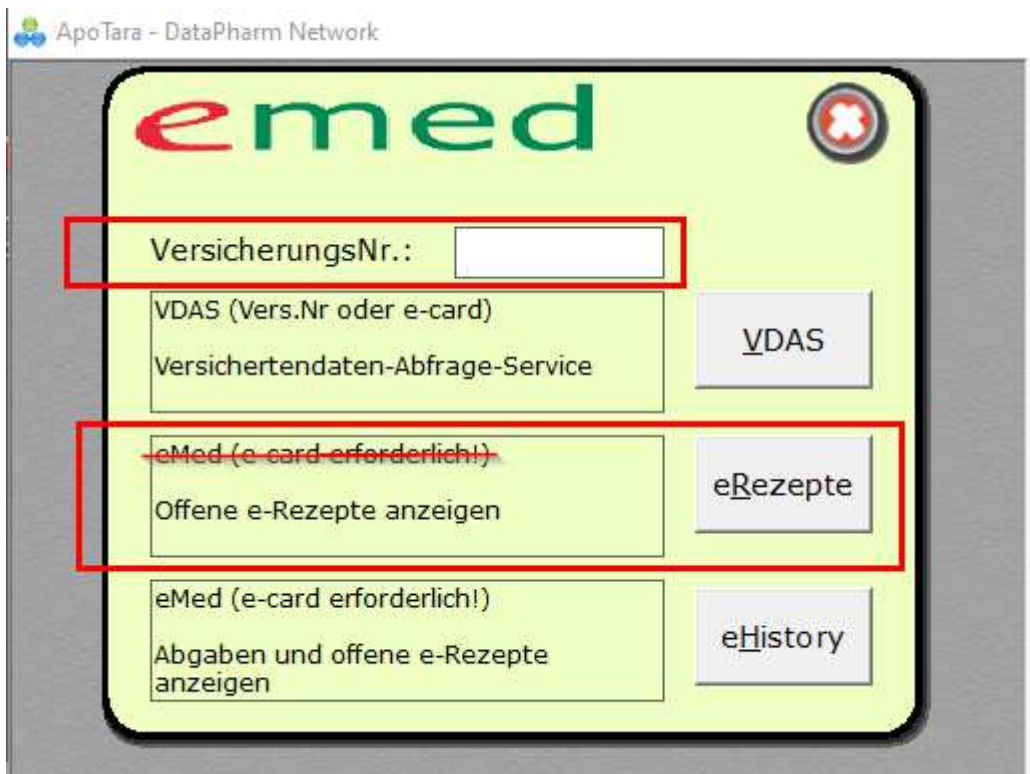 ApoTara - DataPharm Network
emed
VersicherungsNr.:
VDAS (Vers.Nr oder e-card)
Versichertendaten-Abfrage-Service
VDAS
eMed (e-card erforderlich!)
Offene e-Rezepte anzeigen
eRezepte
eMed (e-card erforderlich!)
Abgaben und offene e-Rezepte
anzeigen
eHistory